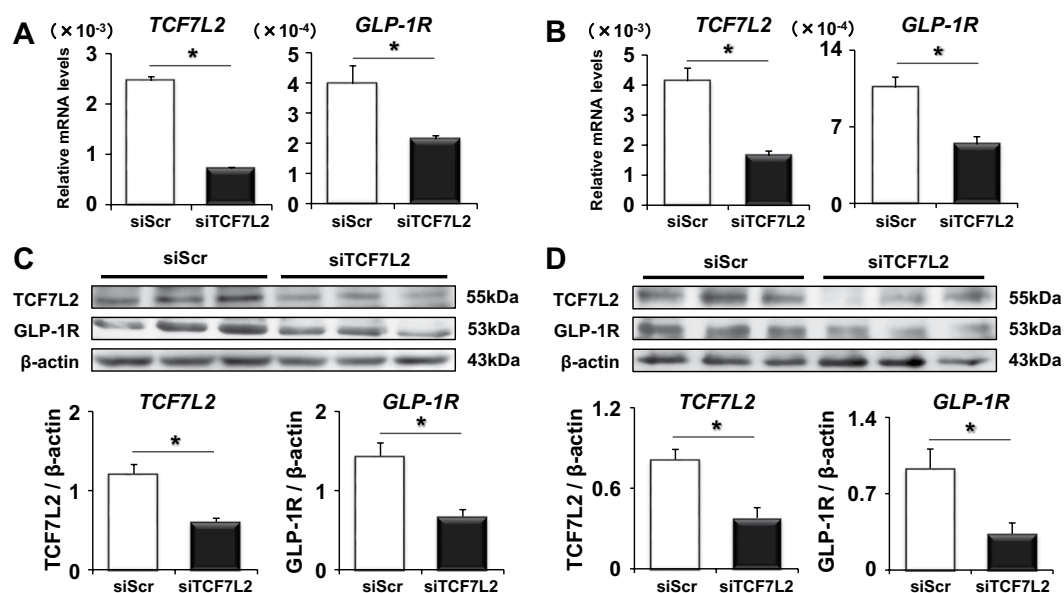 A (×10⁻³) TCF7L2 (×10⁻⁴) GLP-1R
Relative mRNA levels
3
2
1
0
*
siScr siTCF7L2
5
4
3
2
1
0
*
siScr siTCF7L2
B (×10⁻³) TCF7L2 (×10⁻⁴) GLP-1R
Relative mRNA levels
5
4
3
2
1
0
*
siScr siTCF7L2
14
7
0
*
siScr siTCF7L2
C siScr siTCF7L2
TCF7L2 55kDa
GLP-1R 53kDa
β-actin 43kDa
TCF7L2
TCF7L2 / β-actin
2
1
0
*
siScr siTCF7L2
GLP-1R
GLP-1R / β-actin
2
1
0
*
siScr siTCF7L2
D siScr siTCF7L2
TCF7L2 55kDa
GLP-1R 53kDa
β-actin 43kDa
TCF7L2
TCF7L2 / β-actin
1.2
0.6
0
*
siScr siTCF7L2
GLP-1R
GLP-1R / β-actin
1.4
0.7
0
*
siScr siTCF7L2